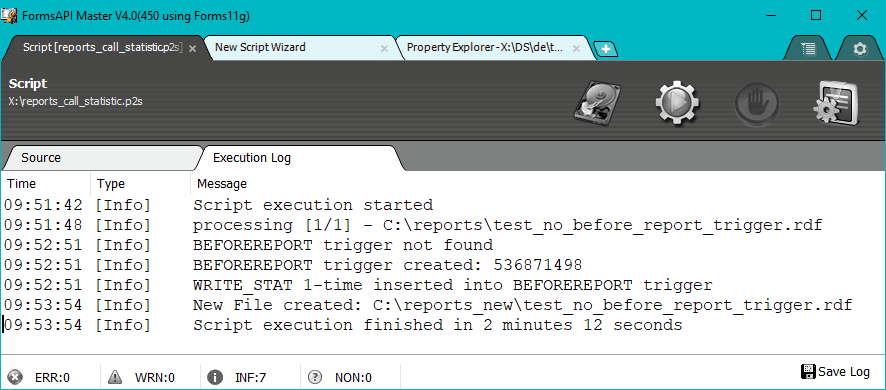 FormsAPI Master V4.0(450 using Forms11g)
Script [reports_call_statistic.p2s]
New Script Wizard
Property Explorer - X:\DS\de\t...
Script
X:\reports_call_statistic.p2s
Source
Execution Log
Time Type Message
09:51:42 [Info] Script execution started
09:51:48 [Info] processing [1/1] - C:\reports\test_no_before_report_trigger.rdf
09:52:51 [Info] BEFOREREPORT trigger not found
09:52:51 [Info] BEFOREREPORT trigger created: 536871498
09:52:51 [Info] WRITE_STAT 1-time inserted into BEFOREREPORT trigger
09:53:54 [Info] New File created: C:\reports_new\test_no_before_report_trigger.rdf
09:53:54 [Info] Script execution finished in 2 minutes 12 seconds
ERR:0 WRN:0 INF:7 NON:0 Save Log